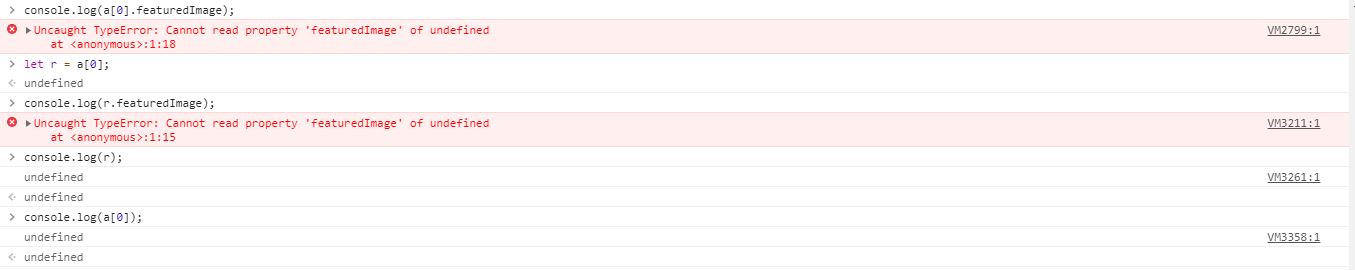 console.log(a[0].featuredImage);
Uncaught TypeError: Cannot read property 'featuredImage' of undefined VM2799:1
at <anonymous>:1:18
let r = a[0];
undefined
console.log(r.featuredImage);
Uncaught TypeError: Cannot read property 'featuredImage' of undefined VM3211:1
at <anonymous>:1:15
console.log(r);
undefined VM3261:1
undefined
console.log(a[0]);
undefined VM3358:1
undefined